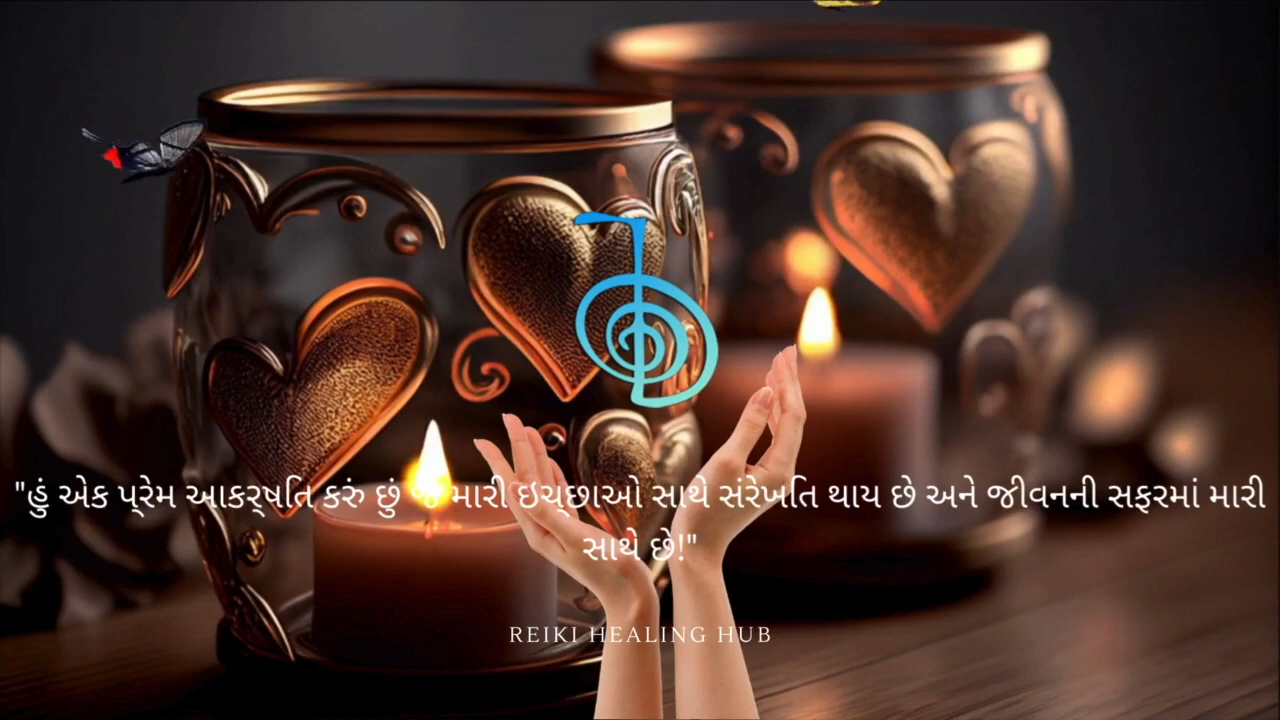 "હું એક પ્રેમ આકર્ષિત કરું છું જે મારી ઇચ્છાઓ સાથે સંરેખિત થાય છે અને જીવનની સફરમાં મારી
સાથે છે!"
REIKI HEALING HUB